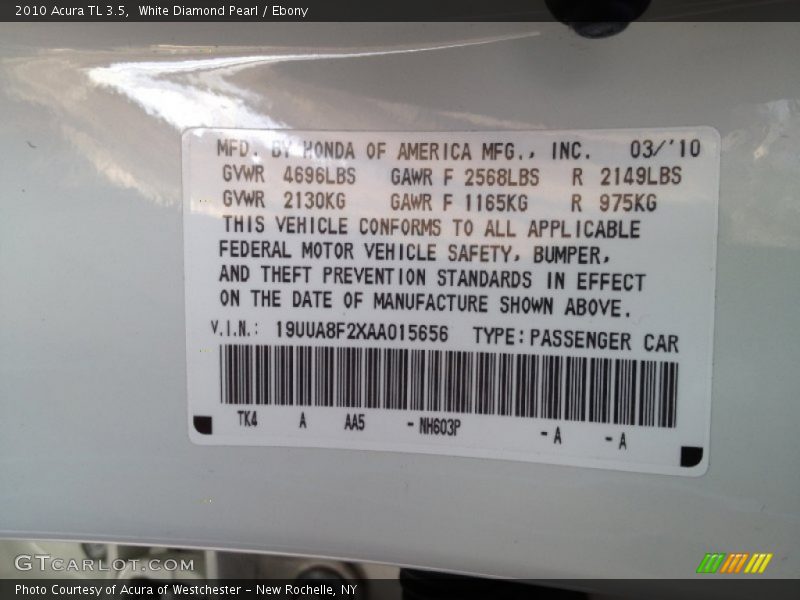 2010 Acura TL 3.5,  White Diamond Pearl / Ebony
MFD. BY HONDA OF AMERICA MFG., INC. 03/'10
GVWR 4696LBS GAWR F 2568LBS R 2149LBS
GVWR 2130KG GAWR F 1165KG R 975KG
THIS VEHICLE CONFORMS TO ALL APPLICABLE
FEDERAL MOTOR VEHICLE SAFETY, BUMPER,
AND THEFT PREVENTION STANDARDS IN EFFECT
ON THE DATE OF MANUFACTURE SHOWN ABOVE.
V.I.N.: 19UUA8F2XAA015656 TYPE:PASSENGER CAR
TK4 A AA5 -NH603P -A -A
GTCARLOT.COM
Photo Courtesy of Acura of Westchester - New Rochelle, NY